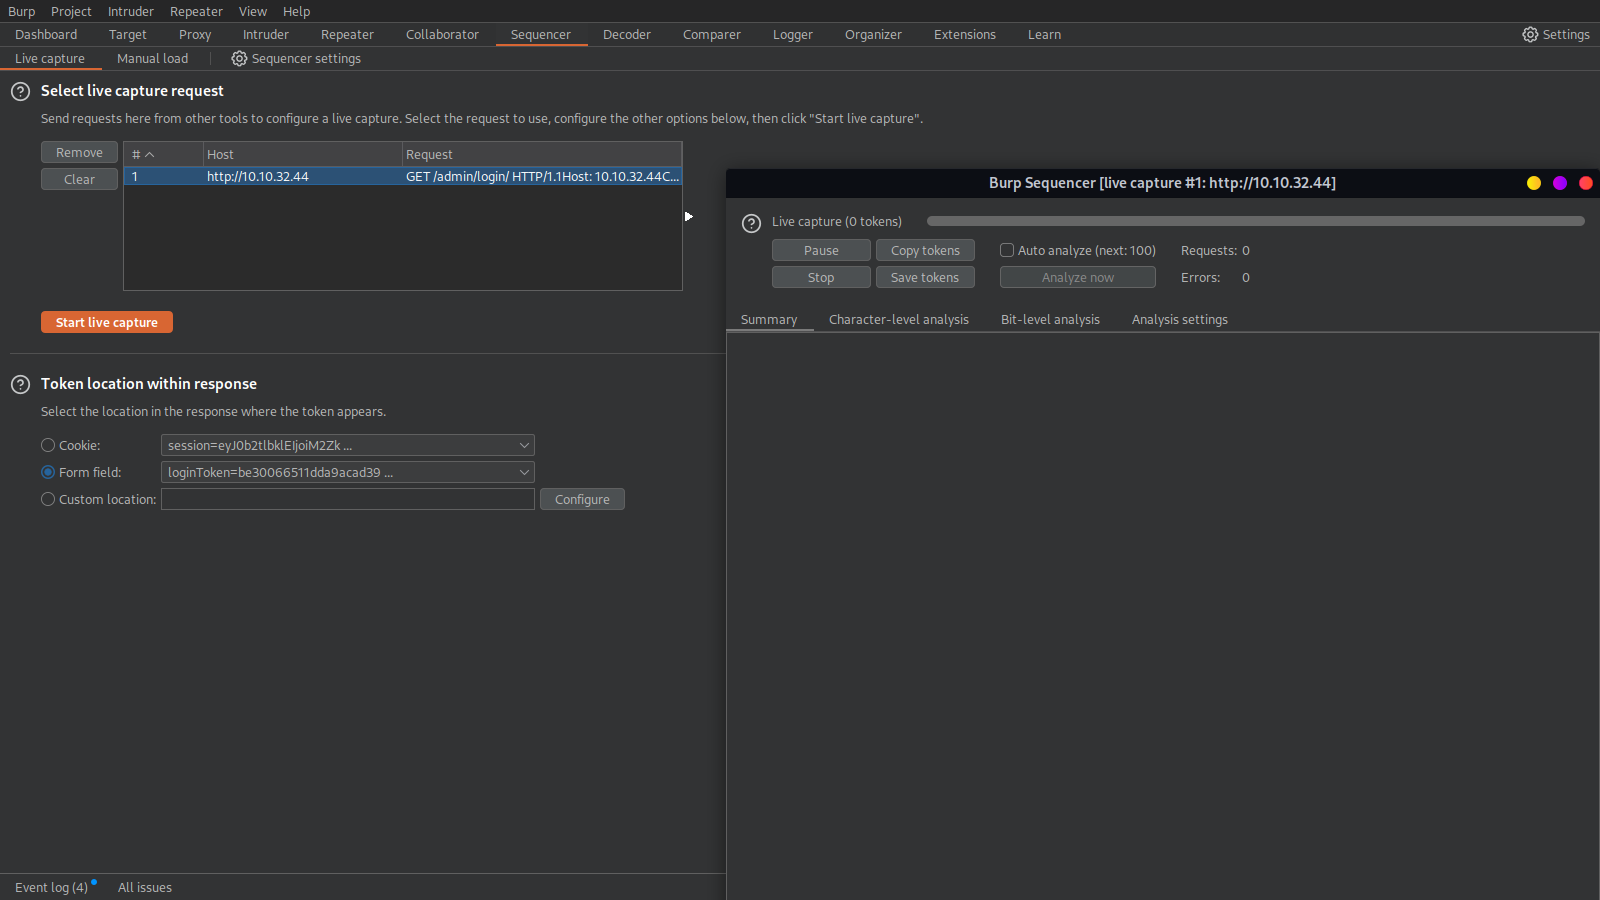 Burp Project Intruder Repeater View Help
Dashboard Target Proxy Intruder Repeater Collaborator Sequencer Decoder Comparer Logger Organizer Extensions Learn Settings
Live capture Manual load Sequencer settings
Select live capture request
Send requests here from other tools to configure a live capture. Select the request to use, configure the other options below, then click "Start live capture".
Remove
Clear
# Host Request
1 http://10.10.32.44 GET /admin/login/ HTTP/1.1Host: 10.10.32.44C...
Start live capture
Token location within response
Select the location in the response where the token appears.
Cookie: session=eyJ0b2tlbklEIjoiM2Zk ...
Form field: loginToken=be30066511dda9acad39 ...
Custom location: Configure
Event log (4) All issues
Burp Sequencer [live capture #1: http://10.10.32.44]
Live capture (0 tokens)
Pause Copy tokens Auto analyze (next: 100) Requests: 0
Stop Save tokens Analyze now Errors: 0
Summary Character-level analysis Bit-level analysis Analysis settings